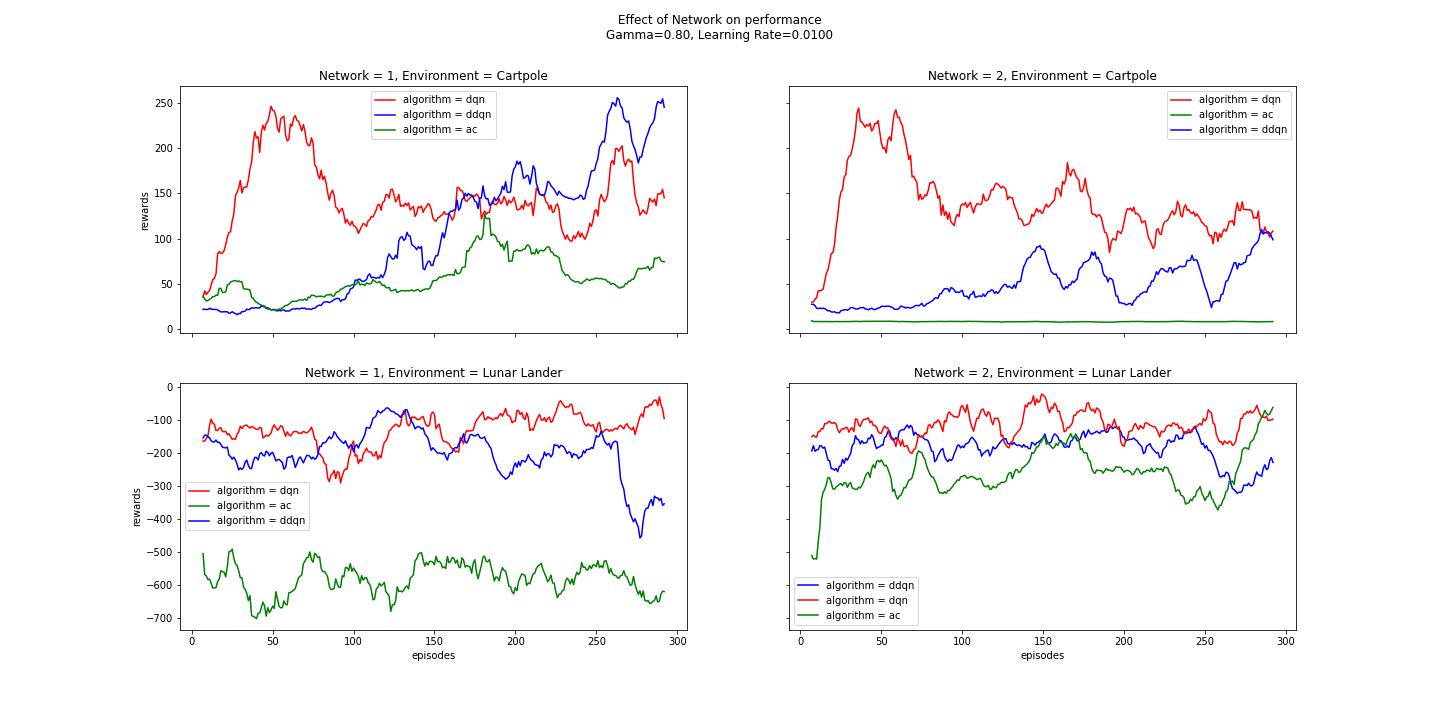 Effect of Network on performance
Gamma=0.80, Learning Rate=0.0100
Network = 1, Environment = Cartpole
algorithm = dqn
algorithm = ddqn
algorithm = ac
250
200
150
100
50
0
rewards
Network = 2, Environment = Cartpole
algorithm = dqn
algorithm = ac
algorithm = ddqn
Network = 1, Environment = Lunar Lander
0
−100
−200
−300
−400
−500
−600
−700
rewards
algorithm = dqn
algorithm = ac
algorithm = ddqn
0
50
100
150
200
250
300
episodes
Network = 2, Environment = Lunar Lander
algorithm = ddqn
algorithm = dqn
algorithm = ac
0
50
100
150
200
250
300
episodes